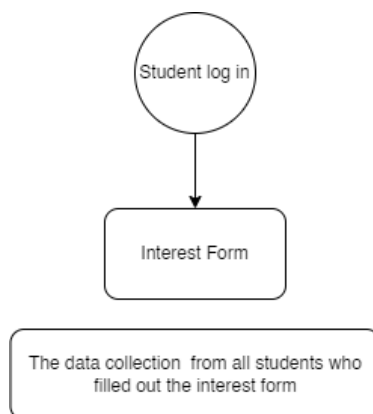 Student log in
Interest Form
The data collection from all students who
filled out the interest form